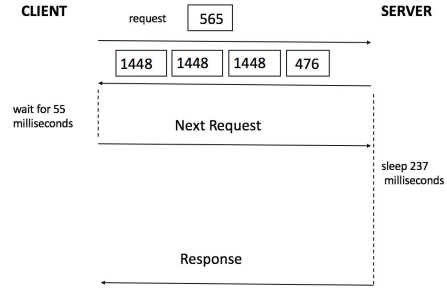 CLIENT
SERVER
request
565
1448
1448
1448
476
wait for 55
milliseconds
Next Request
sleep 237
milliseconds
Response